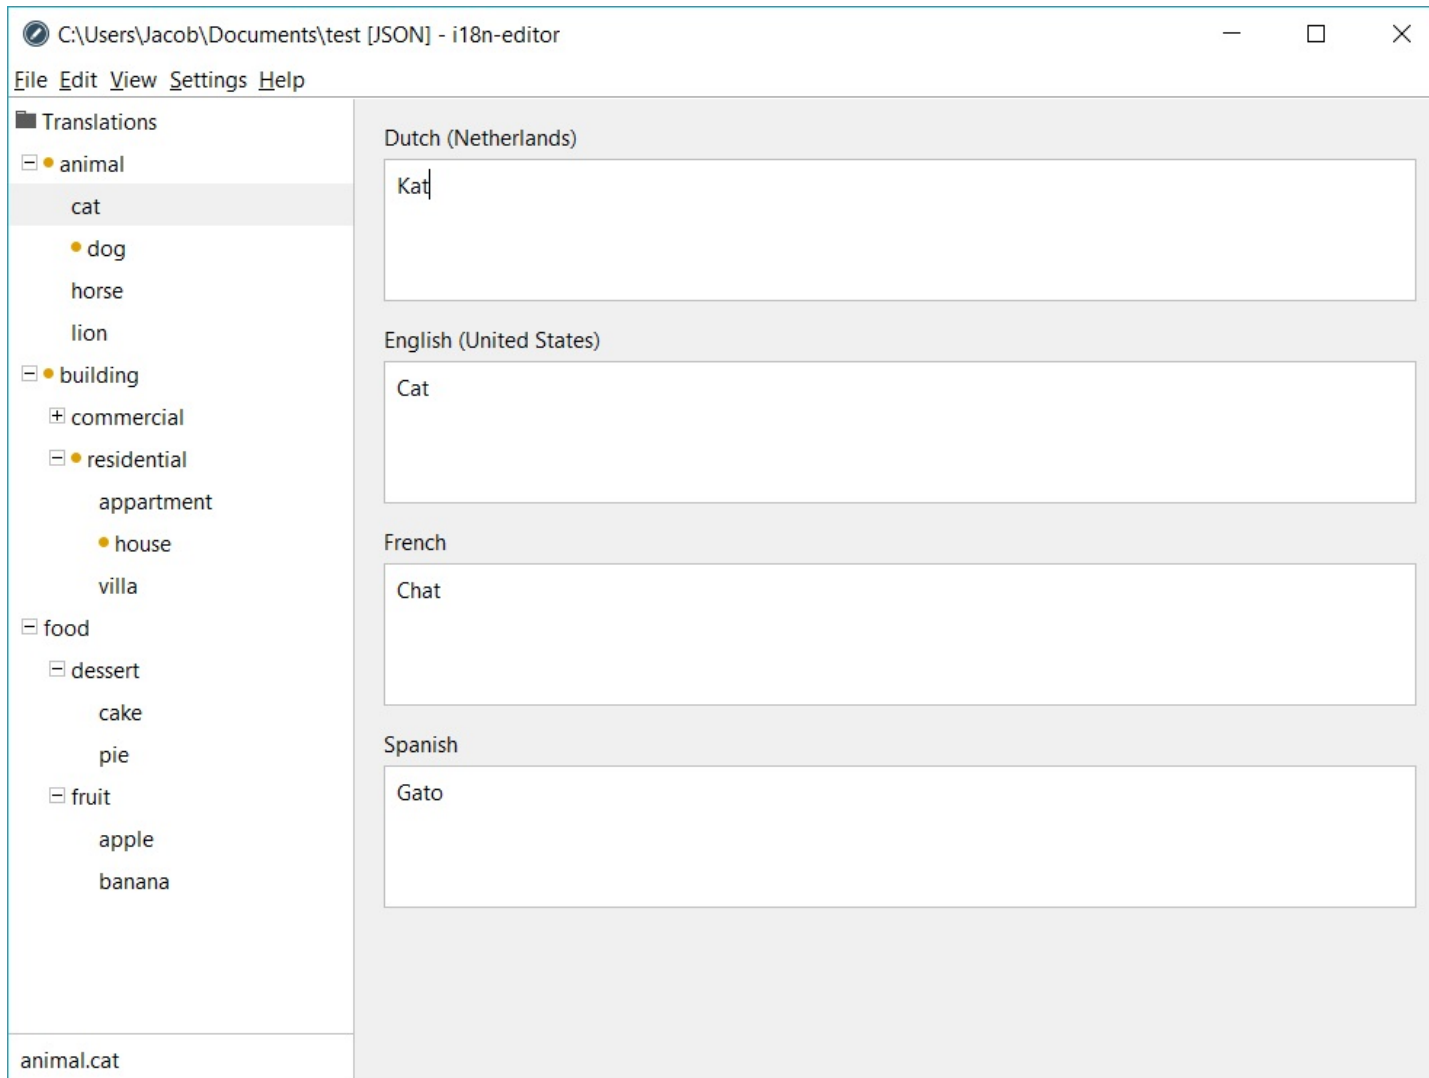 C:\Users\Jacob\Documents\test [JSON] - i18n-editor
File Edit View Settings Help
Translations
animal
cat
dog
horse
lion
building
commercial
residential
appartment
house
villa
food
dessert
cake
pie
fruit
apple
banana
animal.cat
Dutch (Netherlands)
Kat
English (United States)
Cat
French
Chat
Spanish
Gato